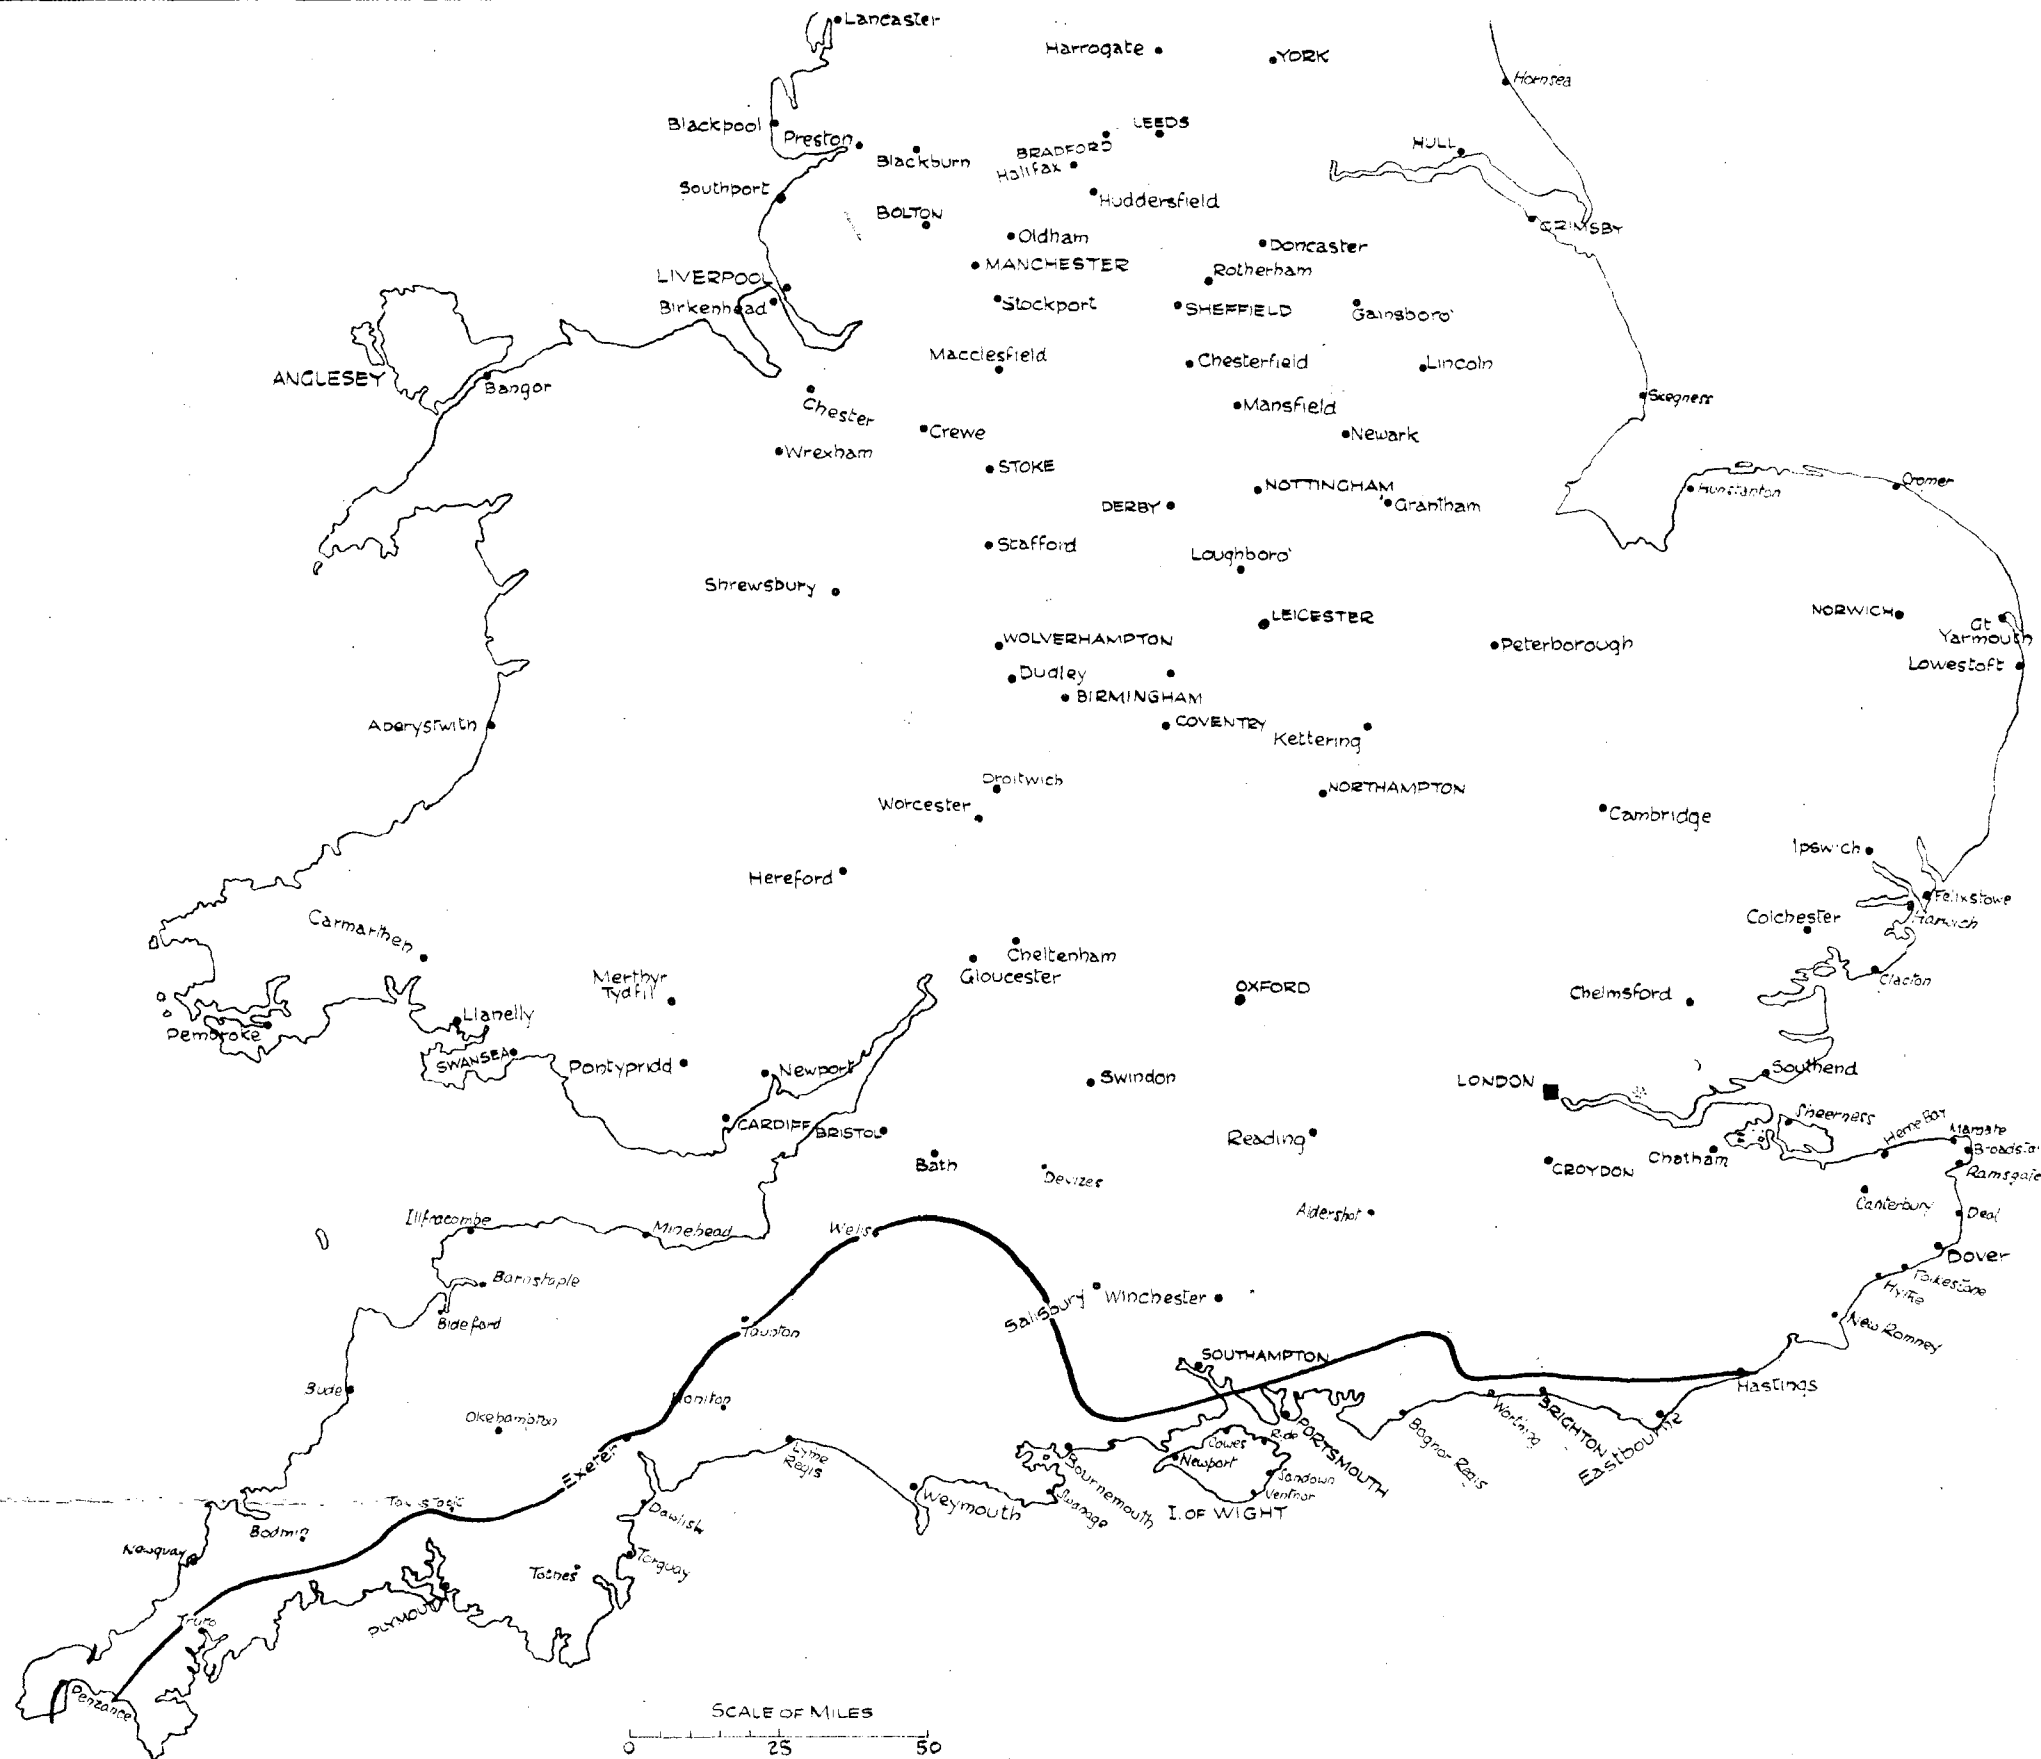 Lancaster
Harrogate
YORK
Hornsea
Blackpool
Preston
Blackburn
BRADFORD
LEEDS
Halifax
HULL
Southport
Huddersfield
BOLTON
GRIMSBY
Oldham
Doncaster
MANCHESTER
Rotherham
LIVERPOOL
Birkenhead
Stockport
SHEFFIELD
Gainsboro'
Macclesfield
Chesterfield
Lincoln
ANGLESEY
Bangor
Chester
Mansfield
Skegness
Crewe
Newark
Wrexham
STOKE
NOTTINGHAM
Hunstanton
Cromer
DERBY
Grantham
Stafford
Loughboro'
Shrewsbury
LEICESTER
NORWICH
Gt
Yarmouth
WOLVERHAMPTON
Peterborough
Lowestoft
Dudley
BIRMINGHAM
Aberystwith
COVENTRY
Kettering
Droitwich
NORTHAMPTON
Worcester
Cambridge
Ipswich
Hereford
Felixstowe
Harwich
Colchester
Carmarthen
Cheltenham
Gloucester
Merthyr
Tydfil
OXFORD
Chelmsford
Clacton
Llanelly
Pembroke
SWANSEA
Pontypridd
Newport
Swindon
LONDON
Southend
Sheerness
CARDIFF
BRISTOL
Reading
Herne Bay
Margate
Broadsta
Bath
Devizes
CROYDON
Chatham
Ramsgate
Canterbury
Deal
Illfracombe
Minehead
Wells
Aldershot
Dover
Barnstaple
Folkestone
Hythe
Bideford
Salisbury
Winchester
New Romney
Taunton
SOUTHAMPTON
Bude
Honiton
Hastings
Okehampton
Worthing
BRIGHTON
Eastbourne
Exeter
Lyme
Regis
Cowes
Ride
PORTSMOUTH
Bognor Regis
Newport
Sandown
Ventnor
Bournemouth
Swanage
Weymouth
I. OF WIGHT
Tavistock
Dawlish
Bodmin
Newquay
Totnes
Torquay
PLYMOUTH
Truro
Penzance
SCALE OF MILES
0 25 50